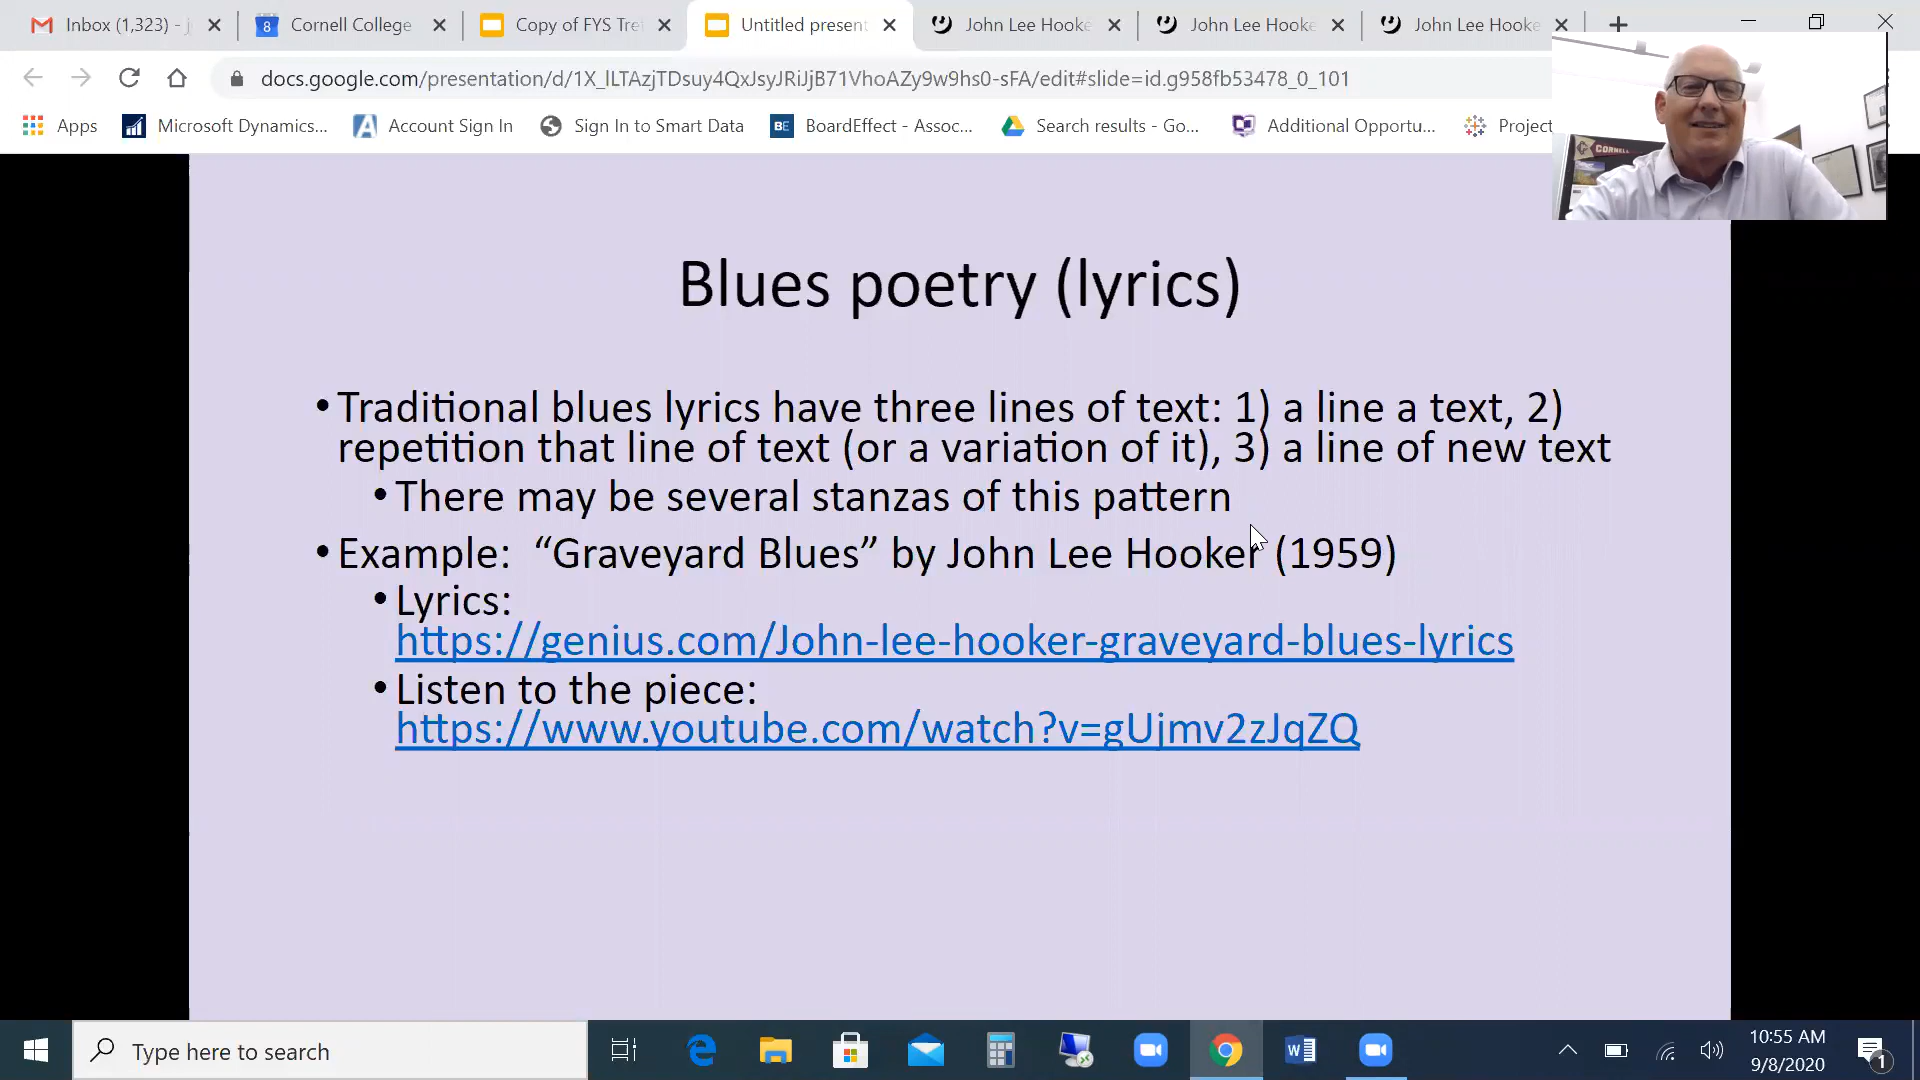 Inbox (1,323) - j
Cornell College
Copy of FYS Tre
Untitled present
John Lee Hooke
John Lee Hooke
John Lee Hooke
docs.google.com/presentation/d/1X_lLTAzjTDsuy4QxJsyJRiJjB71VhoAZy9w9hs0-sFA/edit#slide=id.g958fb53478_0_101
Apps
Microsoft Dynamics...
Account Sign In
Sign In to Smart Data
BE
BoardEffect - Assoc...
Search results - Go...
Additional Opportu...
Project
CORNELL
Blues poetry (lyrics)
•Traditional blues lyrics have three lines of text: 1) a line a text, 2)
repetition that line of text (or a variation of it), 3) a line of new text
•There may be several stanzas of this pattern
•Example: “Graveyard Blues” by John Lee Hooker (1959)
•Lyrics:
https://genius.com/John-lee-hooker-graveyard-blues-lyrics
•Listen to the piece:
https://www.youtube.com/watch?v=gUjmv2zJqZQ
Type here to search
10:55 AM
9/8/2020
1